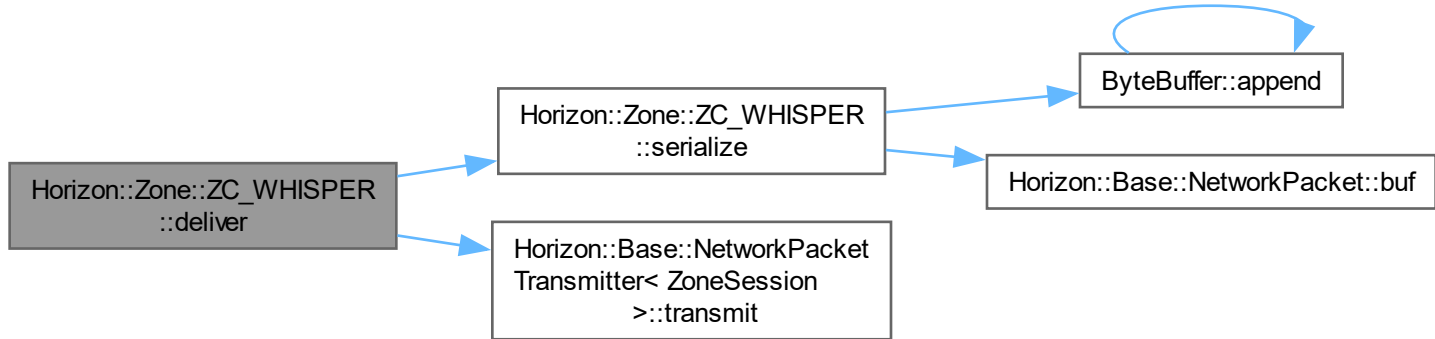 Horizon::Zone::ZC_WHISPER
::deliver
Horizon::Zone::ZC_WHISPER
::serialize
ByteBuffer::append
Horizon::Base::NetworkPacket::buf
Horizon::Base::NetworkPacket
Transmitter< ZoneSession
>::transmit